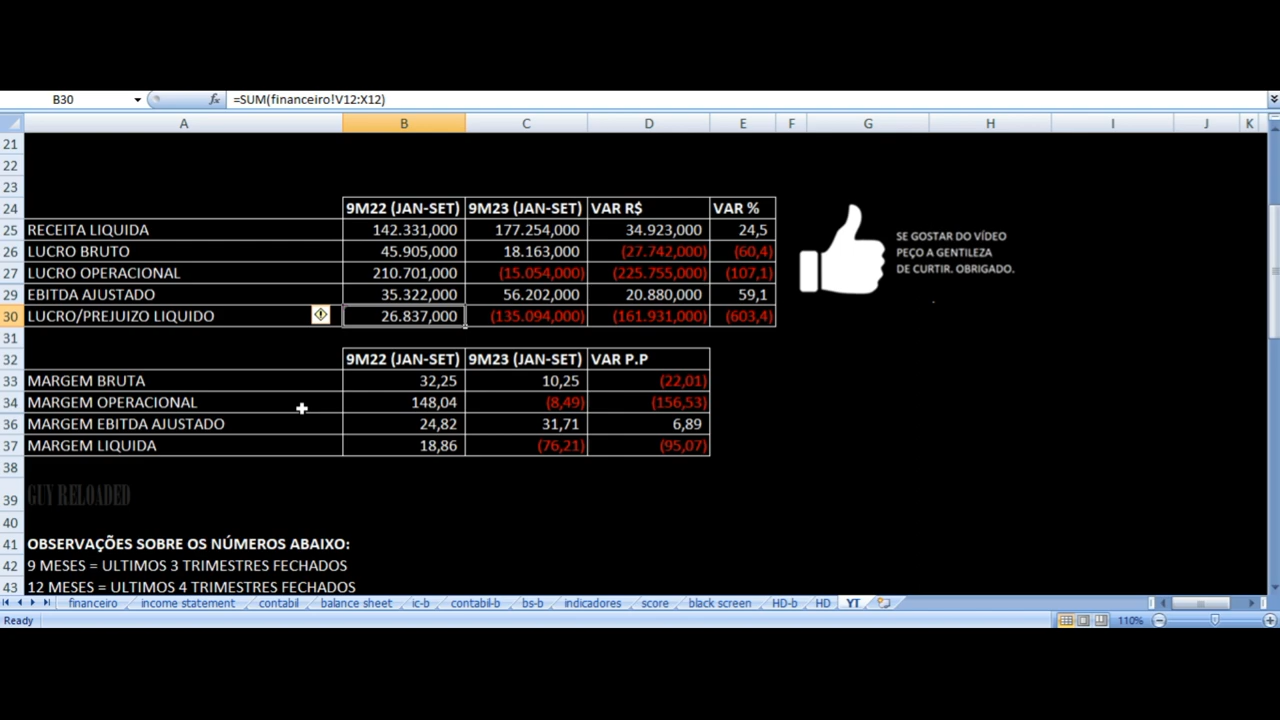 B30 fx =SUM(financeiro!V12:X12)
A B C D E F G H I J K
21
22
23
24 9M22 (JAN-SET) 9M23 (JAN-SET) VAR R$ VAR %
25 RECEITA LIQUIDA 142.331,000 177.254,000 34.923,000 24,5
26 LUCRO BRUTO 45.905,000 18.163,000 (27.742,000) (60,4)
27 LUCRO OPERACIONAL 210.701,000 (15.054,000) (225.755,000) (107,1)
29 EBITDA AJUSTADO 35.322,000 56.202,000 20.880,000 59,1
30 LUCRO/PREJUIZO LIQUIDO 26.837,000 (135.094,000) (161.931,000) (603,4)
SE GOSTAR DO VÍDEO
PEÇO A GENTILEZA
DE CURTIR. OBRIGADO.
31
32 9M22 (JAN-SET) 9M23 (JAN-SET) VAR P.P
33 MARGEM BRUTA 32,25 10,25 (22,01)
34 MARGEM OPERACIONAL 148,04 (8,49) (156,53)
36 MARGEM EBITDA AJUSTADO 24,82 31,71 6,89
37 MARGEM LIQUIDA 18,86 (76,21) (95,07)
38
39 GUY RELOADED
40
41 OBSERVAÇÕES SOBRE OS NÚMEROS ABAIXO:
42 9 MESES = ULTIMOS 3 TRIMESTRES FECHADOS
43 12 MESES = ULTIMOS 4 TRIMESTRES FECHADOS
financeiro income statement contabil balance sheet ic-b contabil-b bs-b indicadores score black screen HD-b HD YT
Ready 110%